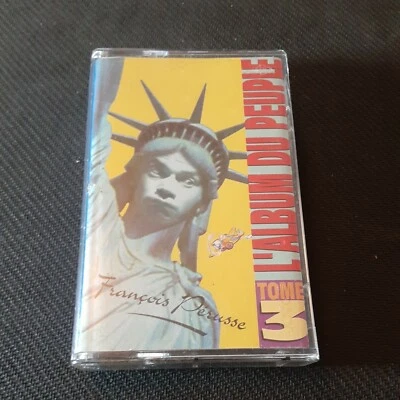 L'ALBUM DU PEUPLE
TOME
3
François Pérusse